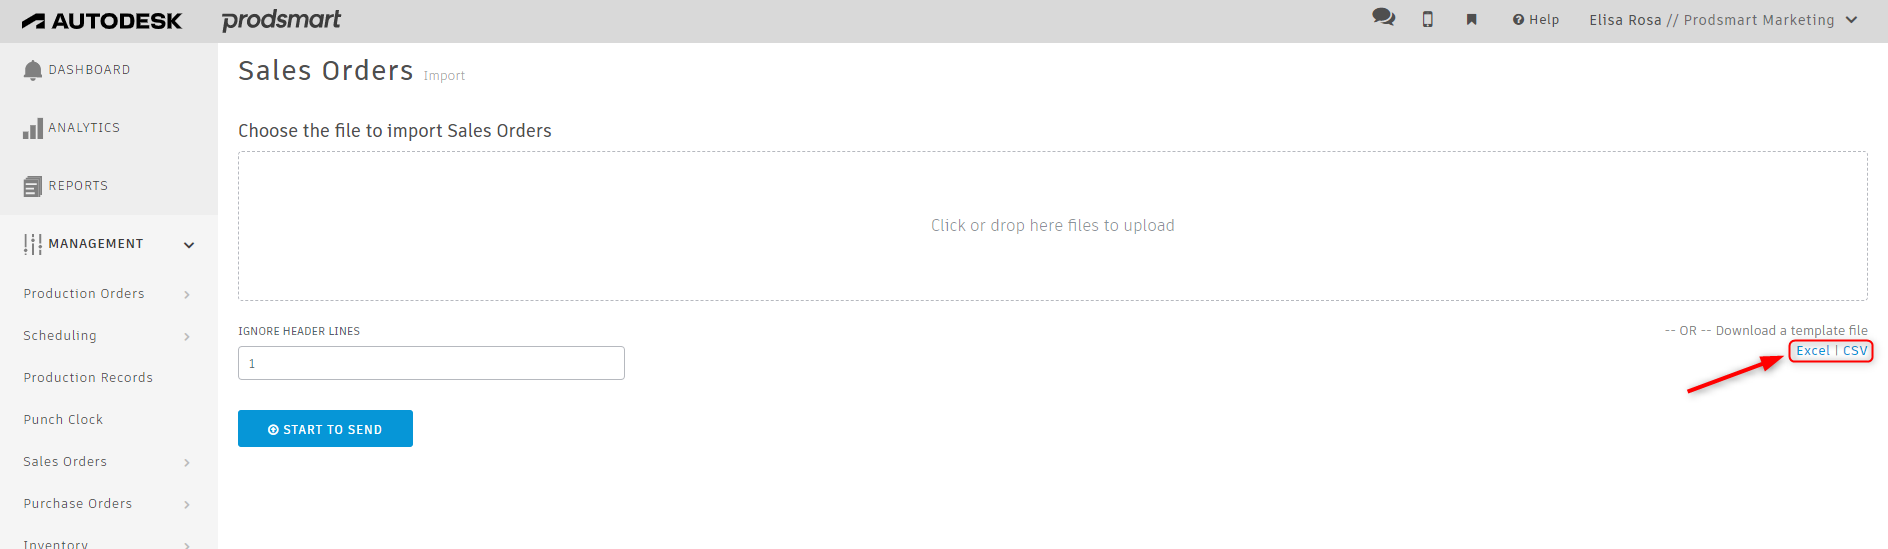 AUTODESK prodsmart Help Elisa Rosa // Prodsmart Marketing
DASHBOARD
ANALYTICS
REPORTS
MANAGEMENT
Production Orders
Scheduling
Production Records
Punch Clock
Sales Orders
Purchase Orders
Inventory
Sales Orders Import
Choose the file to import Sales Orders
Click or drop here files to upload
IGNORE HEADER LINES
1
-- OR -- Download a template file
Excel | CSV
START TO SEND